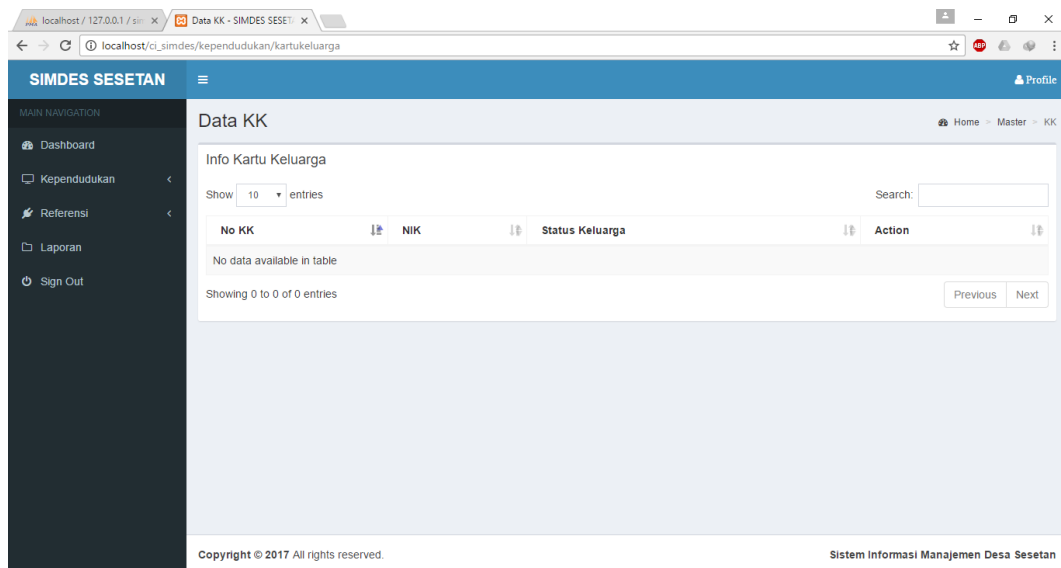 localhost / 127.0.0.1 / sim
Data KK - SIMDES SESET
localhost/ci_simdes/kependudukan/kartukeluarga
ABP
SIMDES SESETAN
Profile
MAIN NAVIGATION
Dashboard
Kependudukan
Referensi
Laporan
Sign Out
Data KK
Home > Master > KK
Info Kartu Keluarga
Show 10 entries
Search:
No KK NIK Status Keluarga Action
No data available in table
Showing 0 to 0 of 0 entries
Previous Next
Copyright © 2017 All rights reserved.
Sistem Informasi Manajemen Desa Sesetan